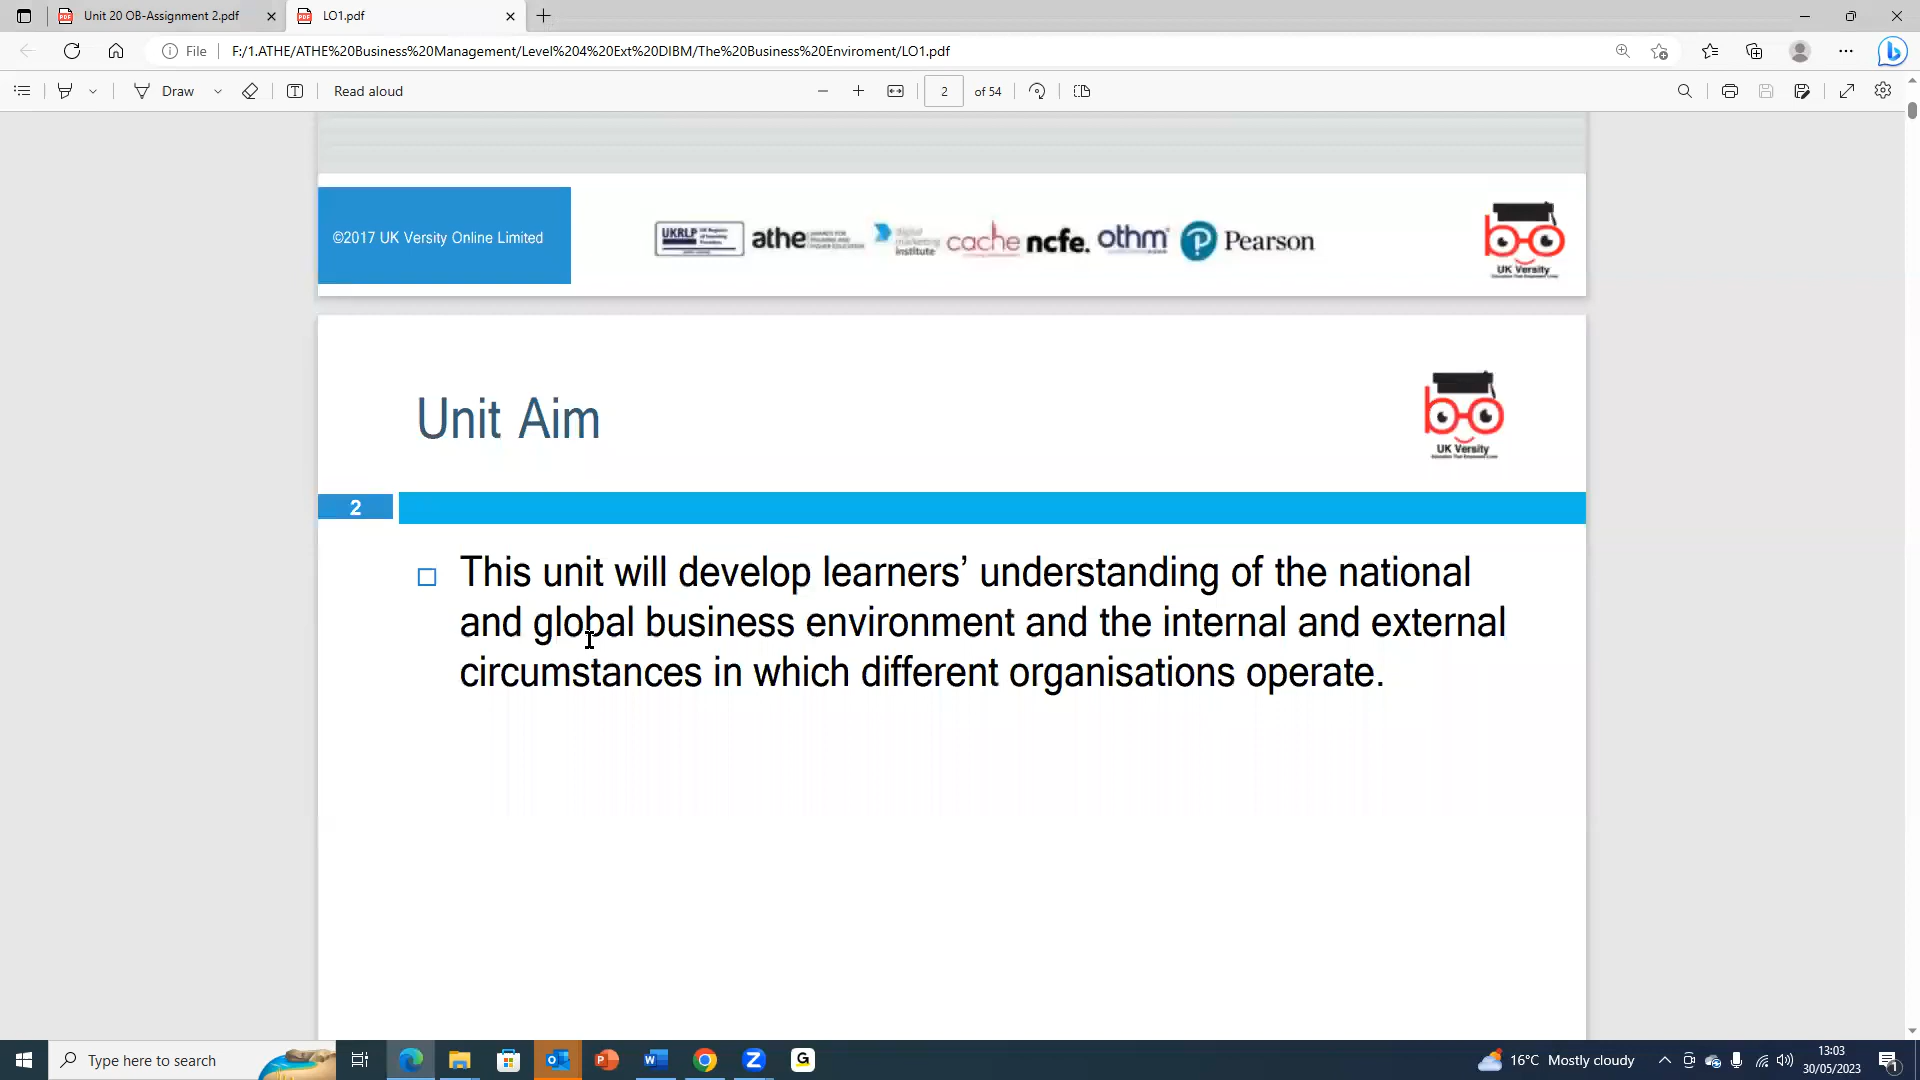 Unit 20 OB-Assignment 2.pdf
LO1.pdf
File
F:/1.ATHE/ATHE%20Business%20Management/Level%204%20Ext%20DIBM/The%20Business%20Enviroment/LO1.pdf
Draw
Read aloud
2
of 54
©2017 UK Versity Online Limited
UKRLP
athe
institute
cache
ncfe.
othm
Pearson
UK Versity
Unit Aim
UK Versity
2
This unit will develop learners’ understanding of the national
and global business environment and the internal and external
circumstances in which different organisations operate.
Type here to search
16°C Mostly cloudy
13:03
30/05/2023